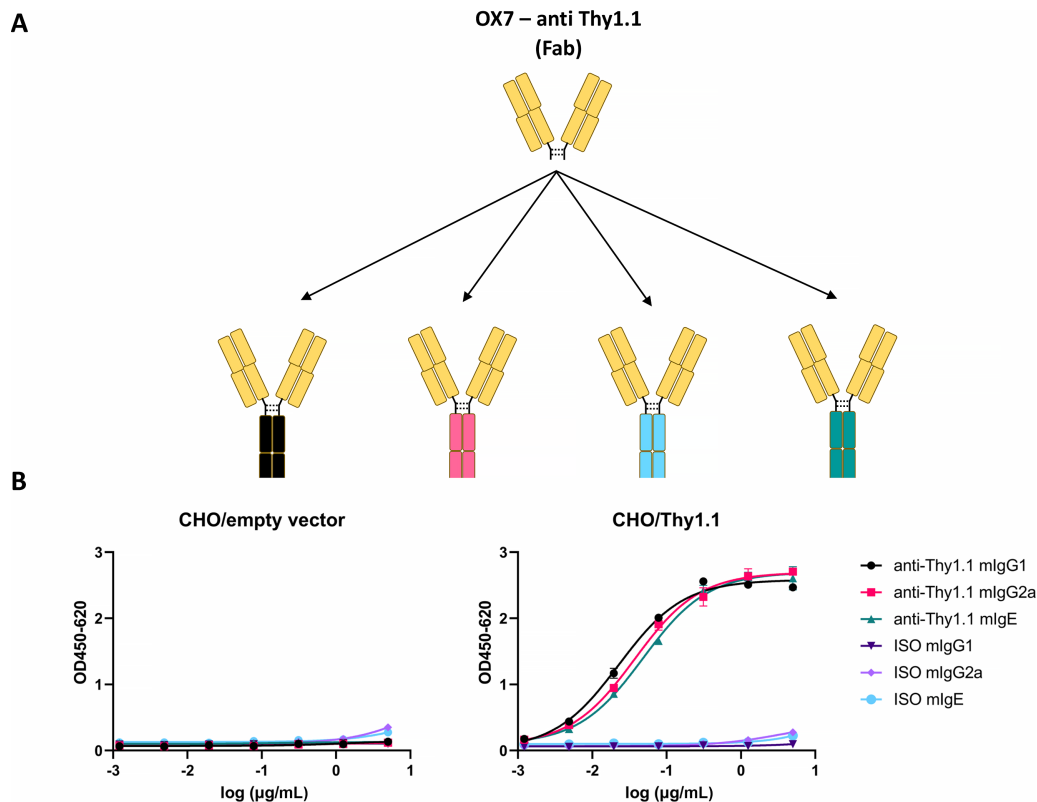 A
OX7 – anti Thy1.1
(Fab)
B
CHO/empty vector
OD450-620
3
2
1
0
-3 -2 -1 0 1
log (µg/mL)
CHO/Thy1.1
OD450-620
3
2
1
0
-3 -2 -1 0 1
log (µg/mL)
anti-Thy1.1 mIgG1
anti-Thy1.1 mIgG2a
anti-Thy1.1 mIgE
ISO mIgG1
ISO mIgG2a
ISO mIgE